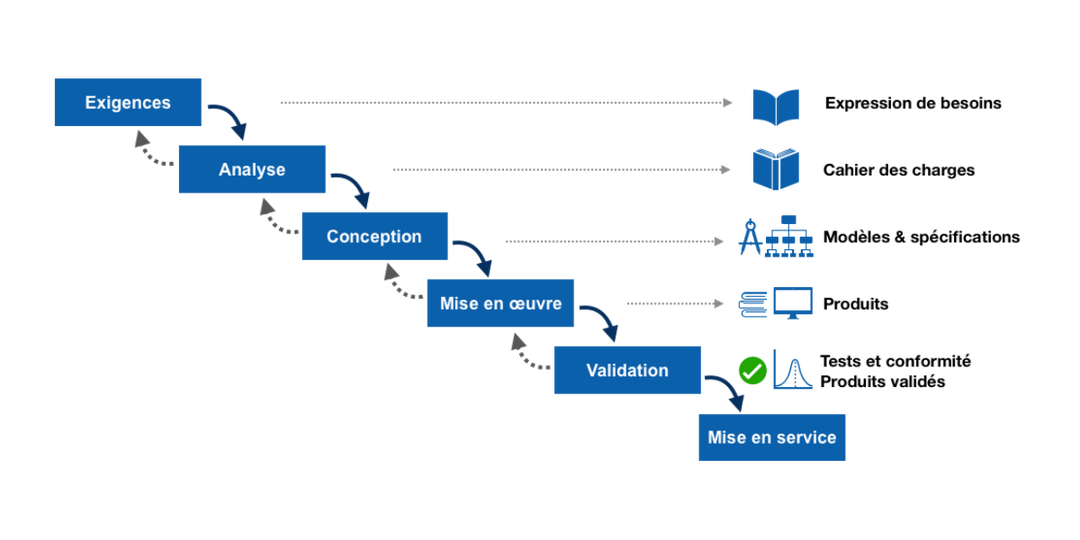 Exigences
Expression de besoins
Analyse
Cahier des charges
Conception
Modèles & spécifications
Mise en œuvre
Produits
Validation
Tests et conformité
Produits validés
Mise en service